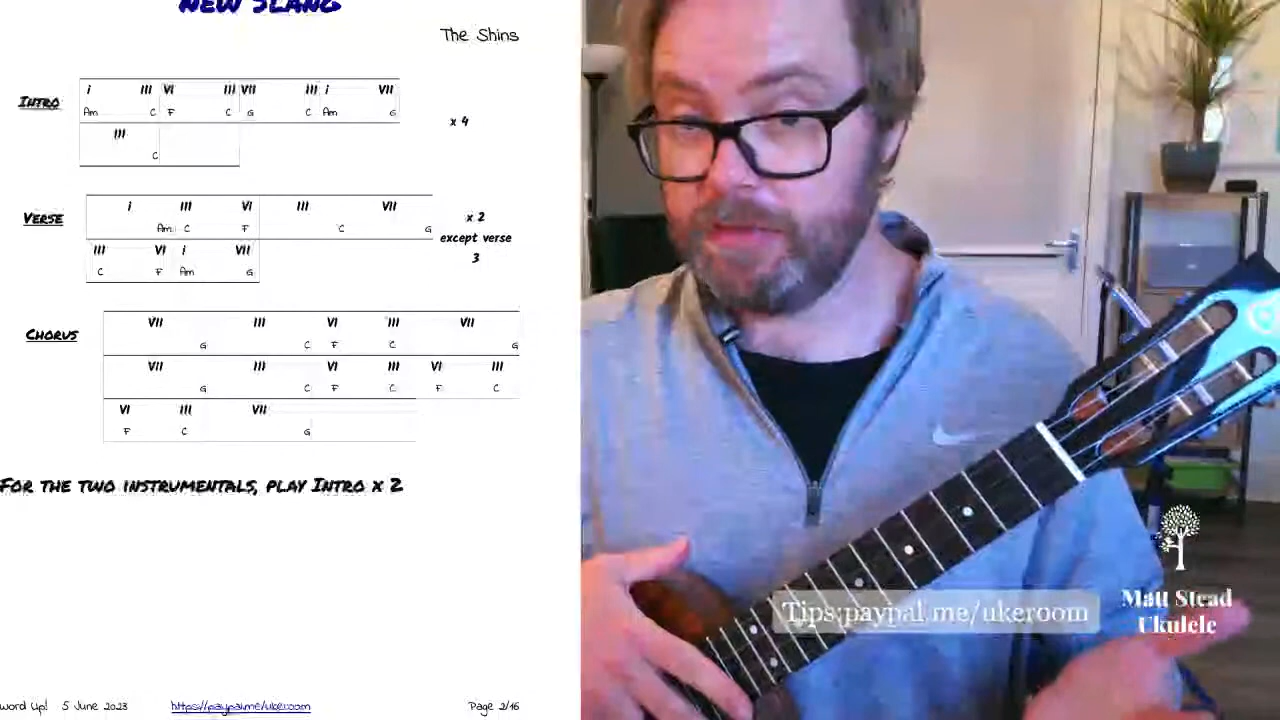 NEW SLANG
The Shins
INTRO
i III VI III VII III i VII
Am C F C G C Am G
x 4
III
C
VERSE
i III VI III VII
Am C F C G
x 2
except verse
3
III VI i VII
C F Am G
CHORUS
VII III VI III VII
G C F C G
VII III VI III VI III
G C F C F C
VI III VII
F C G
FOR THE TWO INSTRUMENTALS, PLAY INTRO x 2
word Up! 5 June 2023 https://paypal.me/ukeroom Page 2/16
Tips:paypal.me/ukeroom
Matt Stead
Ukulele